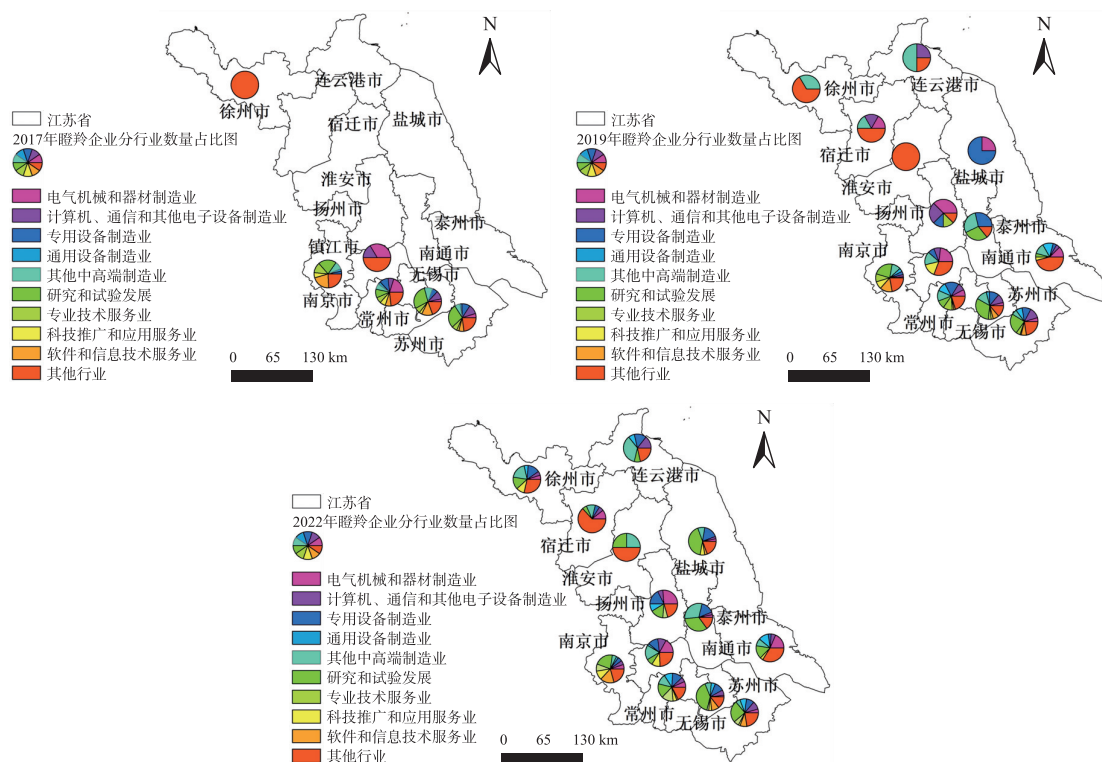 N
连云港市
徐州市
宿迁市
盐城市
淮安市
扬州市
泰州市
镇江市
南通市
无锡市
南京市
常州市
苏州市
江苏省
2017年瞪羚企业分行业数量占比图
电气机械和器材制造业
计算机、通信和其他电子设备制造业
专用设备制造业
通用设备制造业
其他中高端制造业
研究和试验发展
专业技术服务业
科技推广和应用服务业
软件和信息技术服务业
其他行业
0 65 130 km
N
连云港市
徐州市
宿迁市
淮安市
盐城市
扬州市
泰州市
南京市
南通市
苏州市
常州市
无锡市
江苏省
2019年瞪羚企业分行业数量占比图
电气机械和器材制造业
计算机、通信和其他电子设备制造业
专用设备制造业
通用设备制造业
其他中高端制造业
研究和试验发展
专业技术服务业
科技推广和应用服务业
软件和信息技术服务业
其他行业
0 65 130 km
N
连云港市
徐州市
宿迁市
淮安市
盐城市
扬州市
泰州市
南京市
南通市
苏州市
常州市
无锡市
江苏省
2022年瞪羚企业分行业数量占比图
电气机械和器材制造业
计算机、通信和其他电子设备制造业
专用设备制造业
通用设备制造业
其他中高端制造业
研究和试验发展
专业技术服务业
科技推广和应用服务业
软件和信息技术服务业
其他行业
0 65 130 km